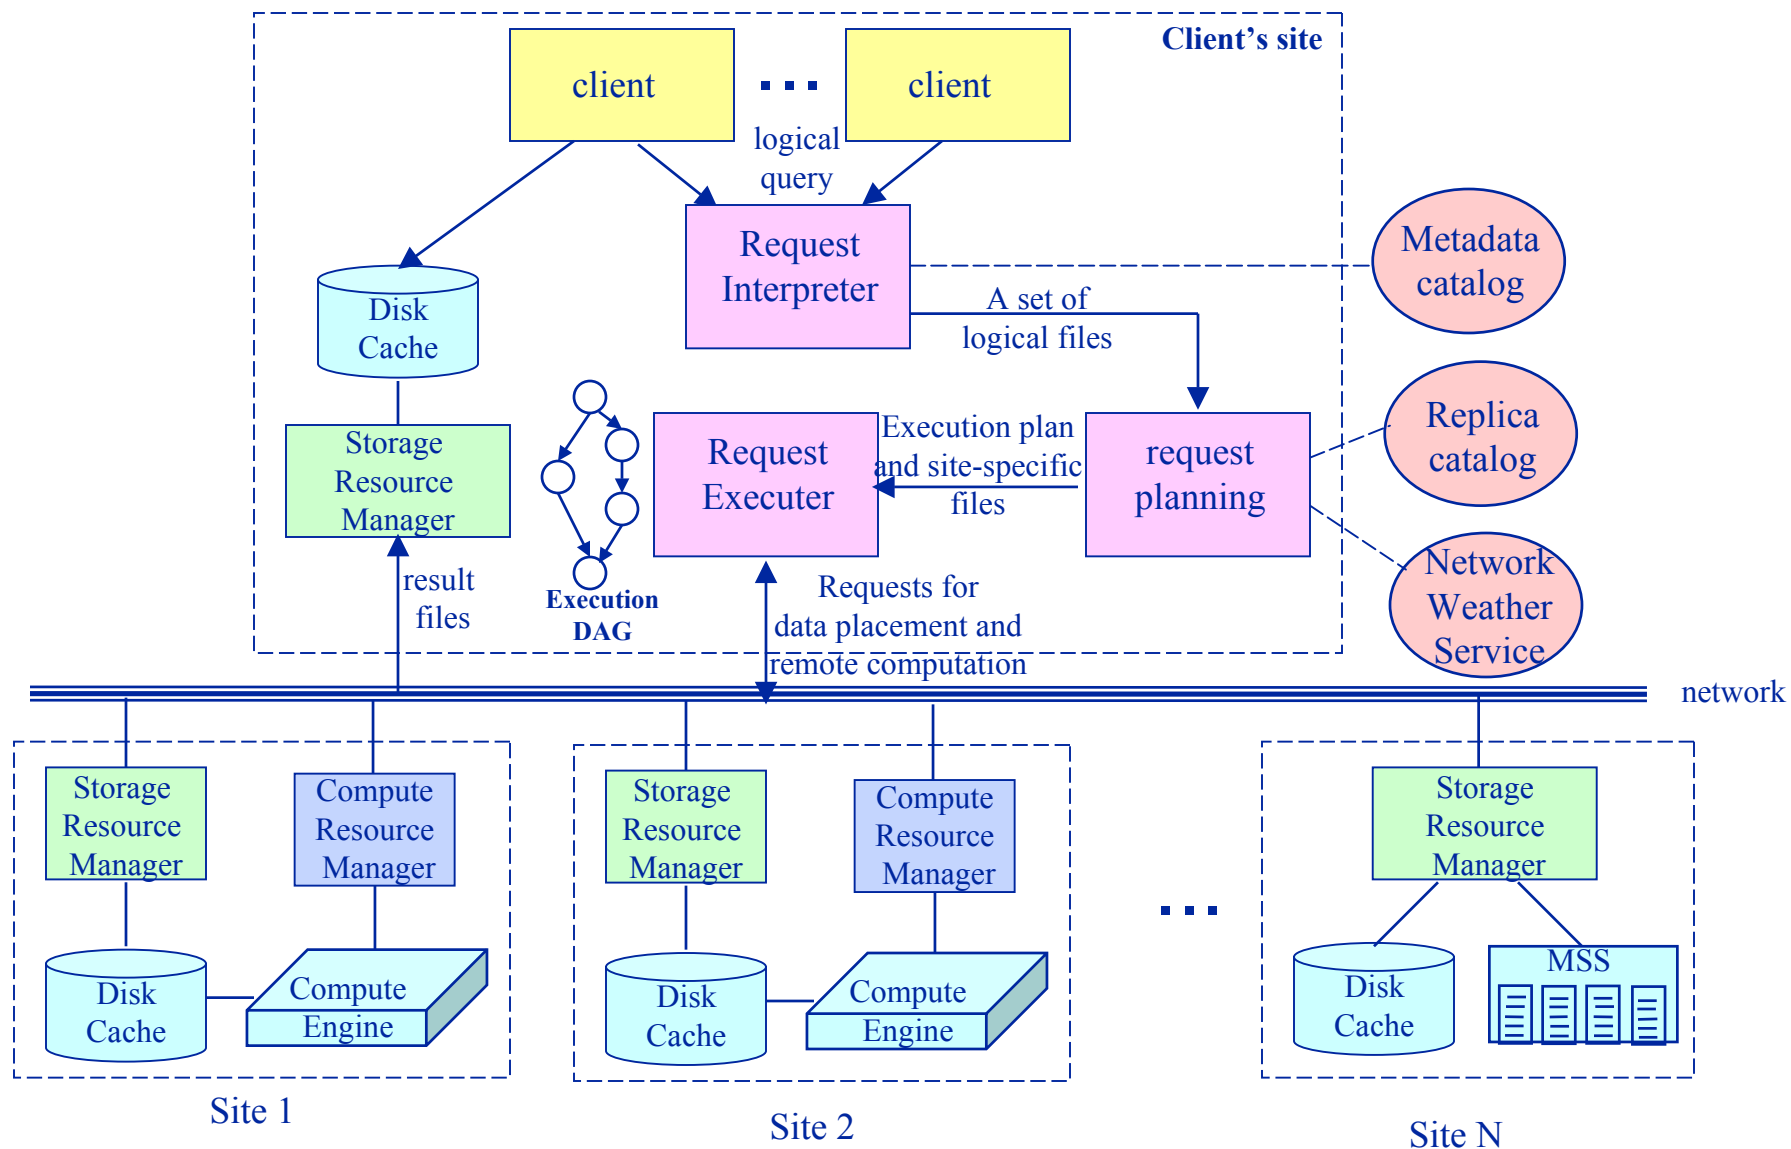 Client's site
client
client
logical
query
Request
Interpreter
Metadata
catalog
A set of
logical files
Disk
Cache
Storage
Resource
Manager
Execution
DAG
Request
Executer
Execution plan
and site-specific
files
request
planning
Replica
catalog
Network
Weather
Service
result
files
Requests for
data placement and
remote computation
network
Storage
Resource
Manager
Compute
Resource
Manager
Disk
Cache
Compute
Engine
Site 1
Storage
Resource
Manager
Compute
Resource
Manager
Disk
Cache
Compute
Engine
Site 2
Storage
Resource
Manager
Disk
Cache
MSS
Site N